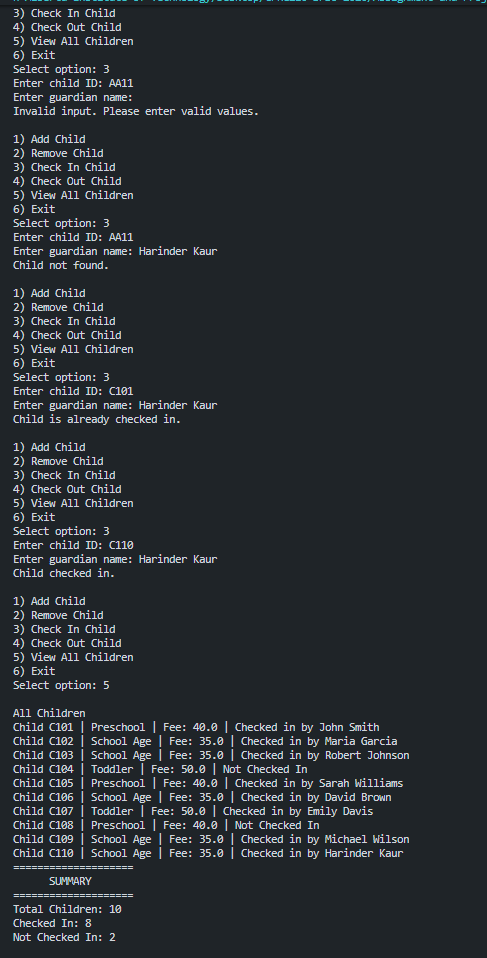 3) Check In Child
4) Check Out Child
5) View All Children
6) Exit
Select option: 3
Enter child ID: AA11
Enter guardian name:
Invalid input. Please enter valid values.
1) Add Child
2) Remove Child
3) Check In Child
4) Check Out Child
5) View All Children
6) Exit
Select option: 3
Enter child ID: AA11
Enter guardian name: Harinder Kaur
Child not found.
1) Add Child
2) Remove Child
3) Check In Child
4) Check Out Child
5) View All Children
6) Exit
Select option: 3
Enter child ID: C101
Enter guardian name: Harinder Kaur
Child is already checked in.
1) Add Child
2) Remove Child
3) Check In Child
4) Check Out Child
5) View All Children
6) Exit
Select option: 3
Enter child ID: C110
Enter guardian name: Harinder Kaur
Child checked in.
1) Add Child
2) Remove Child
3) Check In Child
4) Check Out Child
5) View All Children
6) Exit
Select option: 5
All Children
Child C101 | Preschool | Fee: 40.0 | Checked in by John Smith
Child C102 | School Age | Fee: 35.0 | Checked in by Maria Garcia
Child C103 | School Age | Fee: 35.0 | Checked in by Robert Johnson
Child C104 | Toddler | Fee: 50.0 | Not Checked In
Child C105 | Preschool | Fee: 40.0 | Checked in by Sarah Williams
Child C106 | School Age | Fee: 35.0 | Checked in by David Brown
Child C107 | Toddler | Fee: 50.0 | Checked in by Emily Davis
Child C108 | Preschool | Fee: 40.0 | Not Checked In
Child C109 | School Age | Fee: 35.0 | Checked in by Michael Wilson
Child C110 | School Age | Fee: 35.0 | Checked in by Harinder Kaur
====================
SUMMARY
====================
Total Children: 10
Checked In: 8
Not Checked In: 2